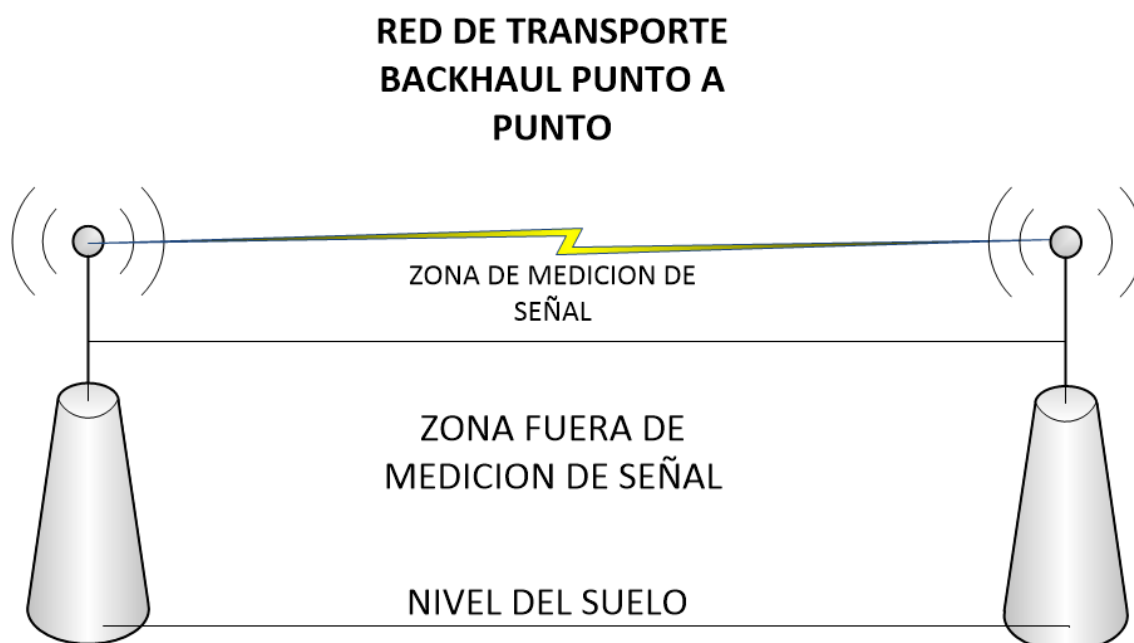 RED DE TRANSPORTE
BACKHAUL PUNTO A
PUNTO
ZONA DE MEDICION DE
SEÑAL
ZONA FUERA DE
MEDICION DE SEÑAL
NIVEL DEL SUELO